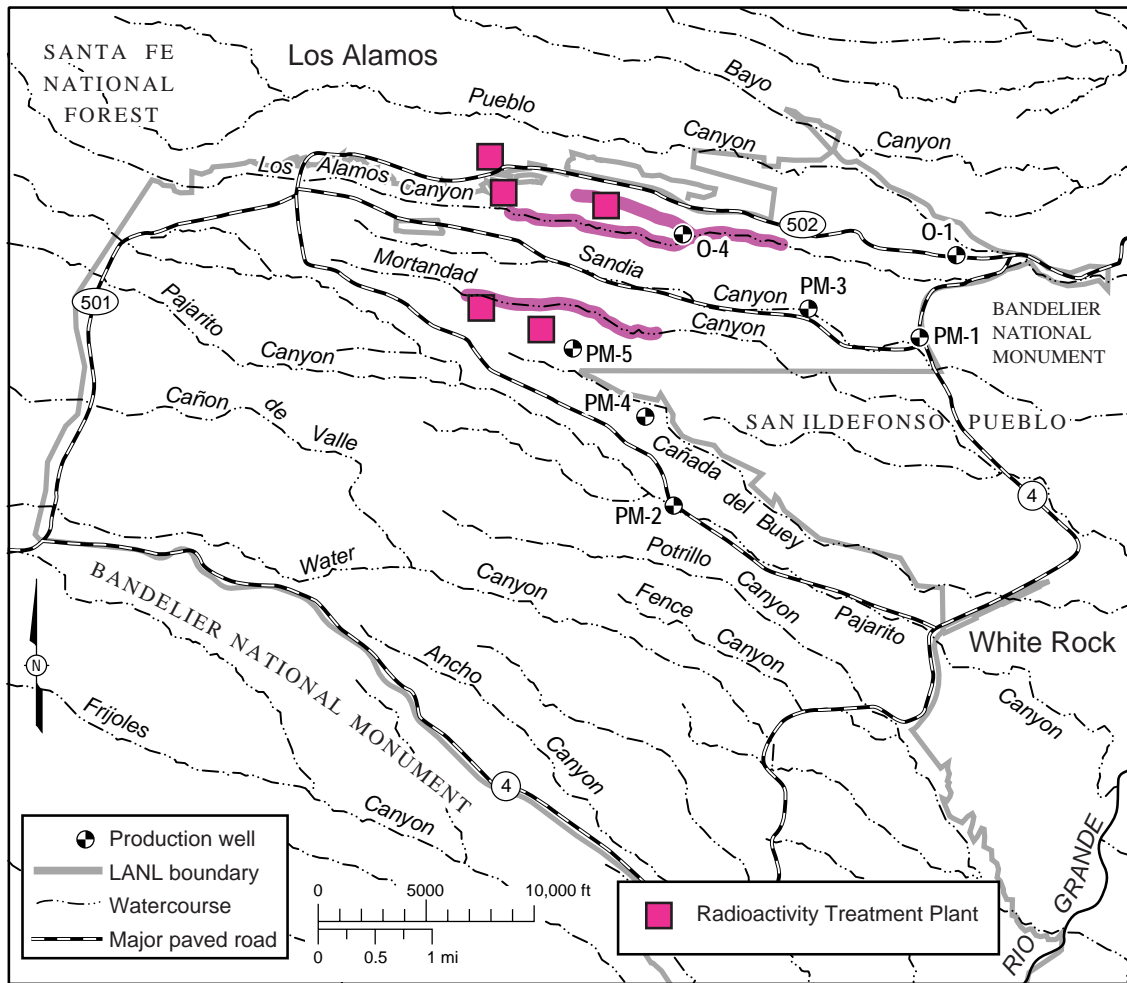 SANTA FE
NATIONAL
FOREST
Los Alamos
Bayo
Pueblo
Canyon
Canyon
Los Alamos Canyon
502
O-1
O-4
Sandia
Mortandad
Canyon
PM-3
501
Pajarito
Canyon
BANDELIER
NATIONAL
MONUMENT
PM-1
PM-5
Canyon
Cañon de Valle
PM-4
SAN ILDEFONSO PUEBLO
Cañada del Buey
4
PM-2
Water
Canyon
Potrillo
Canyon
Fence
Canyon
Pajarito
Canyon
White Rock
BANDELIER NATIONAL MONUMENT
N
Ancho
Canyon
Frijoles
Canyon
4
RIO GRANDE
Production well
LANL boundary
Watercourse
Major paved road
0 5000 10,000 ft
0 0.5 1 mi
Radioactivity Treatment Plant